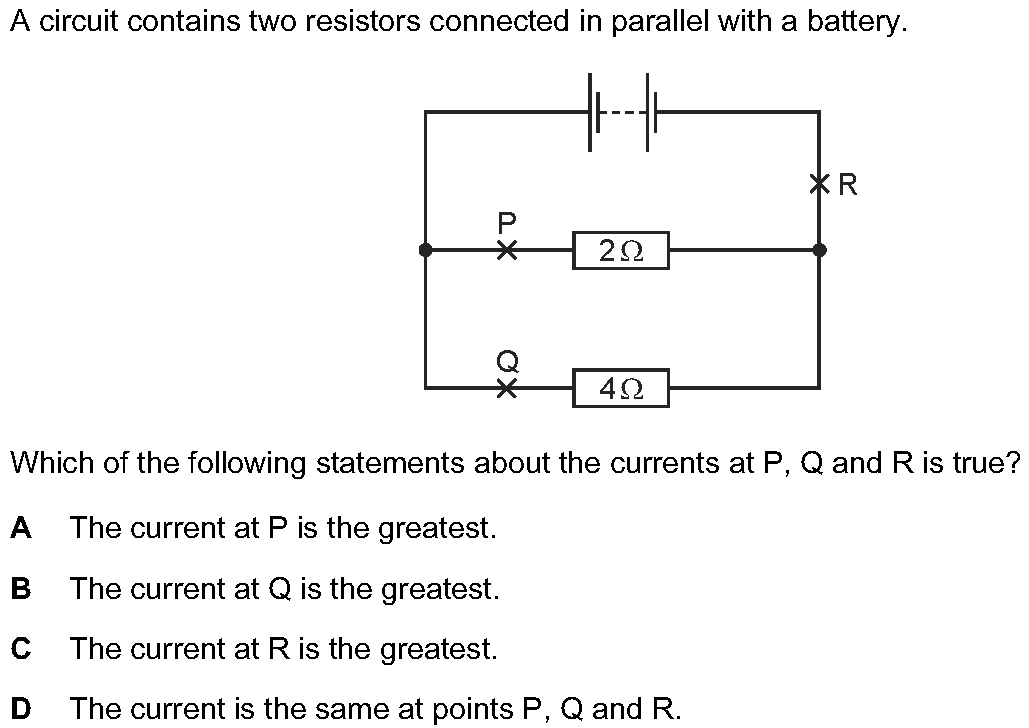 A circuit contains two resistors connected in parallel with a battery.
R
P
2 Ω
Q
4 Ω
Which of the following statements about the currents at P, Q and R is true?
A The current at P is the greatest.
B The current at Q is the greatest.
C The current at R is the greatest.
D The current is the same at points P, Q and R.